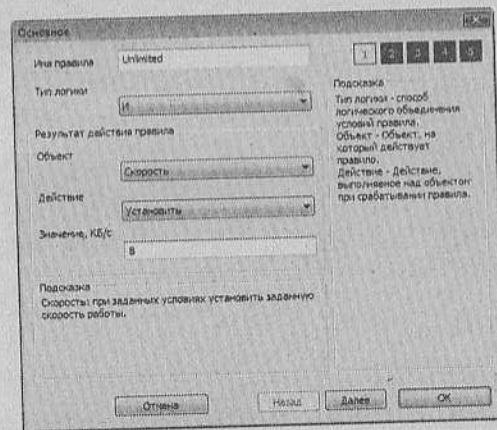 Основное
Имя правила
Unlimited
Тип логики
И
Результат действия правила
Объект
Скорость
Действие
Установить
Значение, КБ/с
8
Подсказка
Скорость: при заданных условиях установить заданную
скорость работы.
1 2 3 4 5
Подсказка
Тип логики - способ
логического объединения
условий правила.
Объект - Объект, на
который действует
правило.
Действие - Действие,
выполняемое над объектом
при срабатывании правила.
Отмена
Назад
Далее
OK